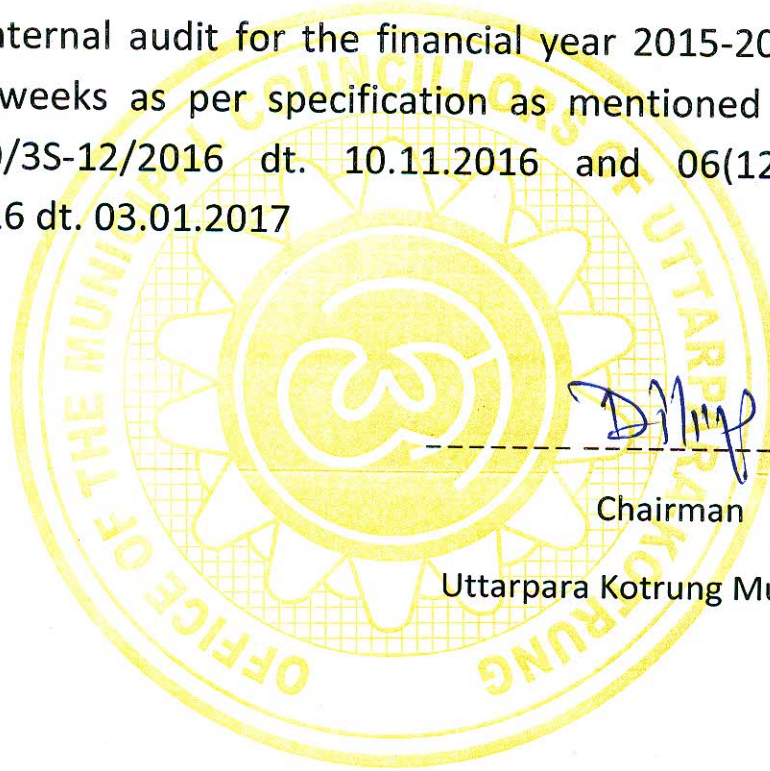 nternal audit for the financial year 2015-20
weeks as per specification as mentioned
)/3S-12/2016 dt. 10.11.2016 and 06(12
16 dt. 03.01.2017
OFFICE OF THE MUNICIPAL COUNCILLORS OF UTTARPARA KOTRUNG
Dilip
Chairman
Uttarpara Kotrung Mu